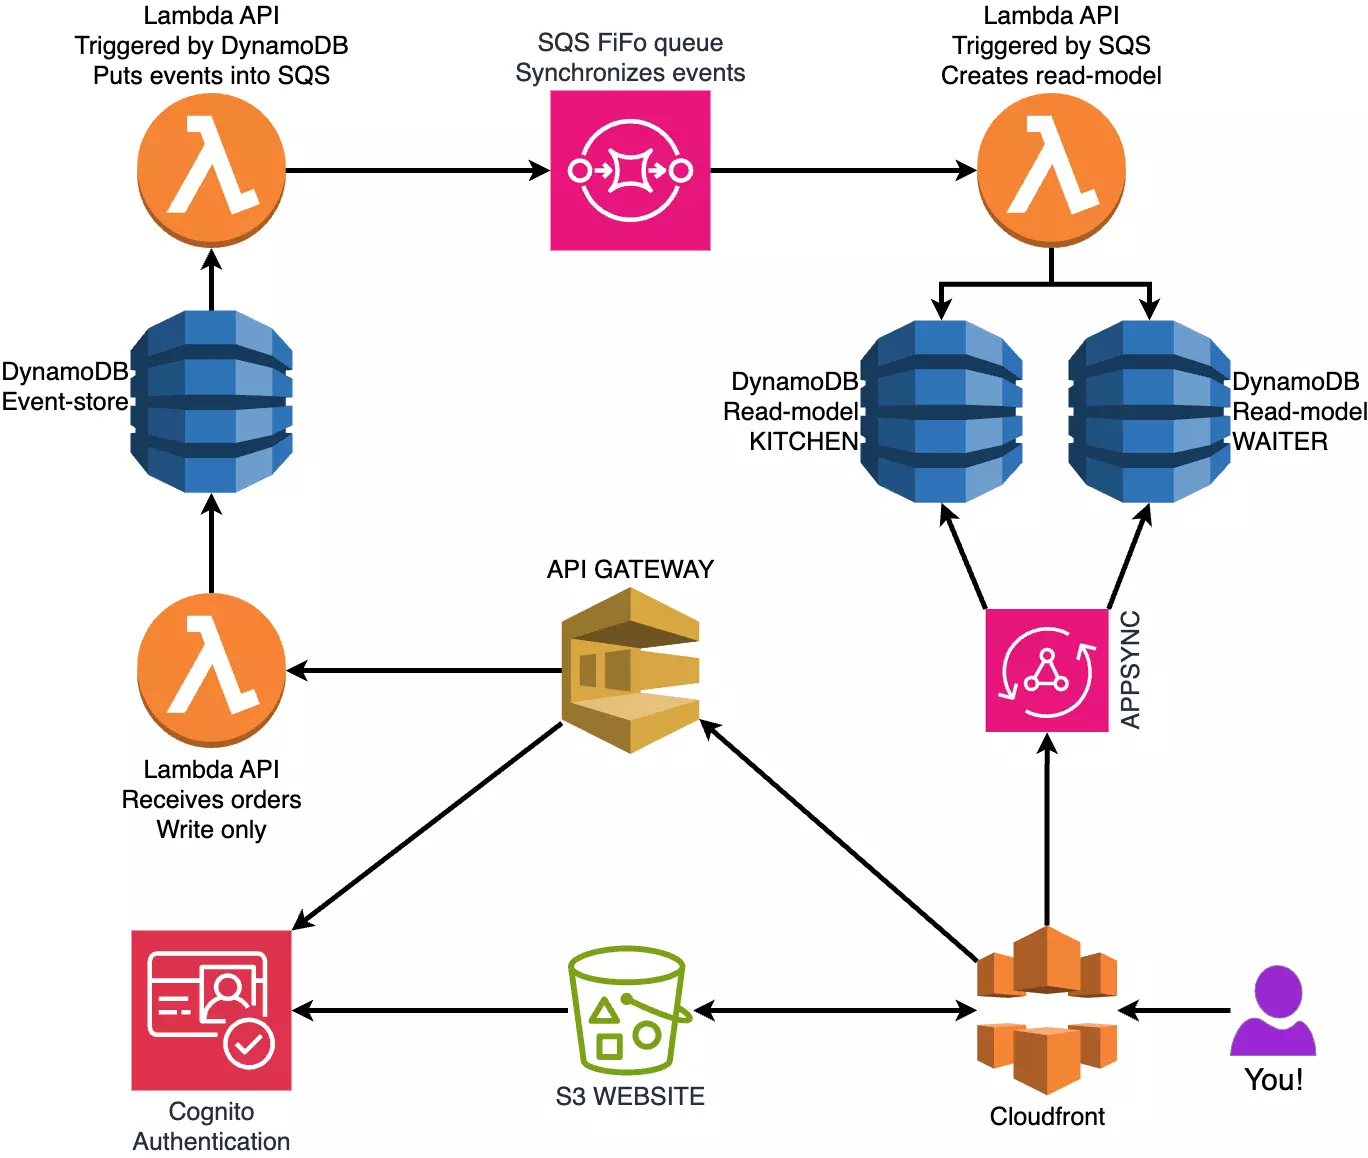 Lambda API
Triggered by DynamoDB
Puts events into SQS
SQS FiFo queue
Synchronizes events
Lambda API
Triggered by SQS
Creates read-model
DynamoDB
Event-store
DynamoDB
Read-model
KITCHEN
DynamoDB
Read-model
WAITER
API GATEWAY
APPSYNC
Lambda API
Receives orders
Write only
Cognito
Authentication
S3 WEBSITE
Cloudfront
You!